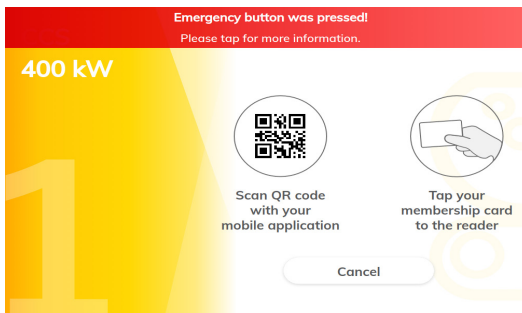 Emergency button was pressed!
Please tap for more information.
400 kW
1
Scan QR code
with your
mobile application
Tap your
membership card
to the reader
Cancel